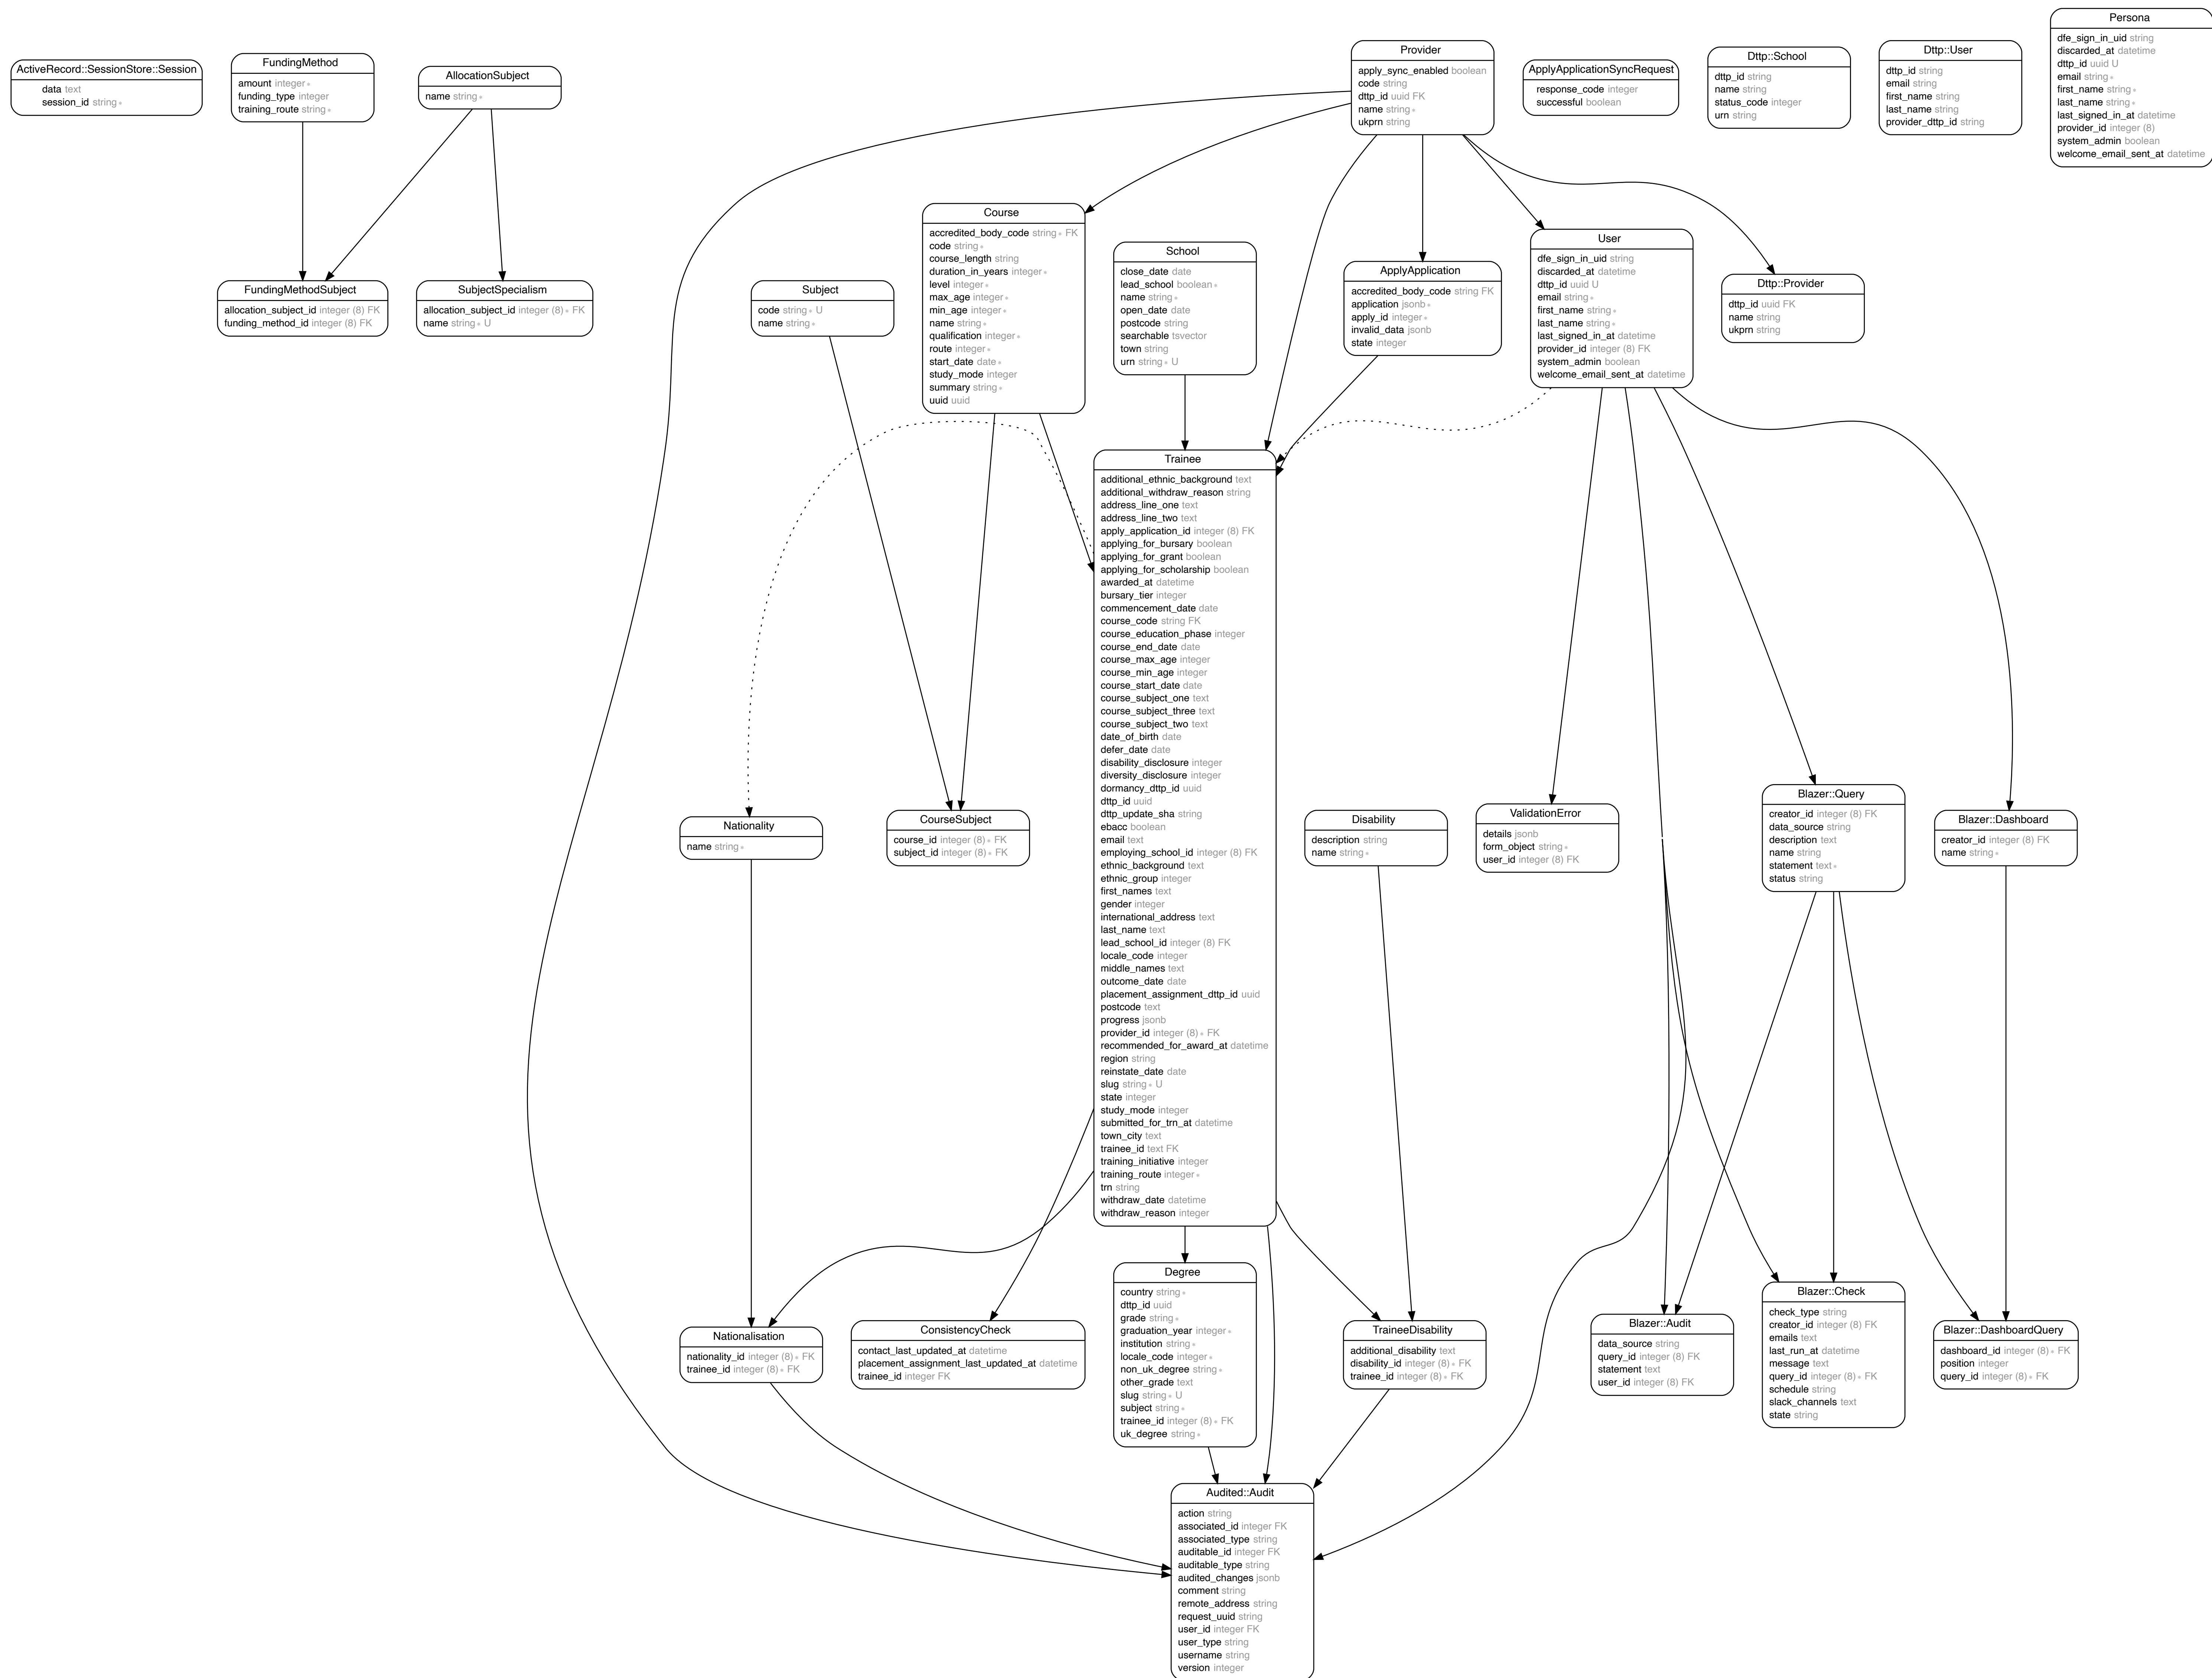 ActiveRecord::SessionStore::Session
data text
session_id string ∗
FundingMethod
amount integer ∗
funding_type integer
training_route string ∗
AllocationSubject
name string ∗
Provider
apply_sync_enabled boolean
code string
dttp_id uuid FK
name string ∗
ukprn string
ApplyApplicationSyncRequest
response_code integer
successful boolean
Dttp::School
dttp_id string
name string
status_code integer
urn string
Dttp::User
dttp_id string
email string
first_name string
last_name string
provider_dttp_id string
Persona
dfe_sign_in_uid string
discarded_at datetime
dttp_id uuid U
email string ∗
first_name string ∗
last_name string ∗
last_signed_in_at datetime
provider_id integer (8)
system_admin boolean
welcome_email_sent_at datetime
FundingMethodSubject
allocation_subject_id integer (8) FK
funding_method_id integer (8) FK
SubjectSpecialism
allocation_subject_id integer (8) ∗ FK
name string ∗ U
Subject
code string ∗ U
name string ∗
Course
accredited_body_code string ∗ FK
code string ∗
course_length string
duration_in_years integer ∗
level integer ∗
max_age integer ∗
min_age integer ∗
name string ∗
qualification integer ∗
route integer ∗
start_date date ∗
study_mode integer
summary string ∗
uuid uuid
School
close_date date
lead_school boolean ∗
name string ∗
open_date date
postcode string
searchable tsvector
town string
urn string ∗ U
ApplyApplication
accredited_body_code string FK
application jsonb ∗
apply_id integer ∗
invalid_data jsonb
state integer
User
dfe_sign_in_uid string
discarded_at datetime
dttp_id uuid U
email string ∗
first_name string ∗
last_name string ∗
last_signed_in_at datetime
provider_id integer (8) FK
system_admin boolean
welcome_email_sent_at datetime
Dttp::Provider
dttp_id uuid FK
name string
ukprn string
Trainee
additional_ethnic_background text
additional_withdraw_reason string
address_line_one text
address_line_two text
apply_application_id integer (8) FK
applying_for_bursary boolean
applying_for_grant boolean
applying_for_scholarship boolean
awarded_at datetime
bursary_tier integer
commencement_date date
course_code string FK
course_education_phase integer
course_end_date date
course_max_age integer
course_min_age integer
course_start_date date
course_subject_one text
course_subject_three text
course_subject_two text
date_of_birth date
defer_date date
disability_disclosure integer
diversity_disclosure integer
dormancy_dttp_id uuid
dttp_id uuid
dttp_update_sha string
ebacc boolean
email text
employing_school_id integer (8) FK
ethnic_background text
ethnic_group integer
first_names text
gender integer
international_address text
last_name text
lead_school_id integer (8) FK
locale_code integer
middle_names text
outcome_date date
placement_assignment_dttp_id uuid
postcode text
progress jsonb
provider_id integer (8) ∗ FK
recommended_for_award_at datetime
region string
reinstate_date date
slug string ∗ U
state integer
study_mode integer
submitted_for_trn_at datetime
town_city text
trainee_id text FK
training_initiative integer
training_route integer ∗
trn string
withdraw_date datetime
withdraw_reason integer
Nationality
name string ∗
CourseSubject
course_id integer (8) ∗ FK
subject_id integer (8) ∗ FK
Disability
description string
name string ∗
ValidationError
details jsonb
form_object string ∗
user_id integer (8) FK
Blazer::Query
creator_id integer (8) FK
data_source string
description text
name string
statement text ∗
status string
Blazer::Dashboard
creator_id integer (8) FK
name string ∗
Nationalisation
nationality_id integer (8) ∗ FK
trainee_id integer (8) ∗ FK
ConsistencyCheck
contact_last_updated_at datetime
placement_assignment_last_updated_at datetime
trainee_id integer FK
Degree
country string ∗
dttp_id uuid
grade string ∗
graduation_year integer ∗
institution string ∗
locale_code integer ∗
non_uk_degree string ∗
other_grade text
slug string ∗ U
subject string ∗
trainee_id integer (8) ∗ FK
uk_degree string ∗
TraineeDisability
additional_disability text
disability_id integer (8) ∗ FK
trainee_id integer (8) ∗ FK
Blazer::Audit
data_source string
query_id integer (8) FK
statement text
user_id integer (8) FK
Blazer::Check
check_type string
creator_id integer (8) FK
emails text
last_run_at datetime
message text
query_id integer (8) ∗ FK
schedule string
slack_channels text
state string
Blazer::DashboardQuery
dashboard_id integer (8) ∗ FK
position integer
query_id integer (8) ∗ FK
Audited::Audit
action string
associated_id integer FK
associated_type string
auditable_id integer FK
auditable_type string
audited_changes jsonb
comment string
remote_address string
request_uuid string
user_id integer FK
user_type string
username string
version integer